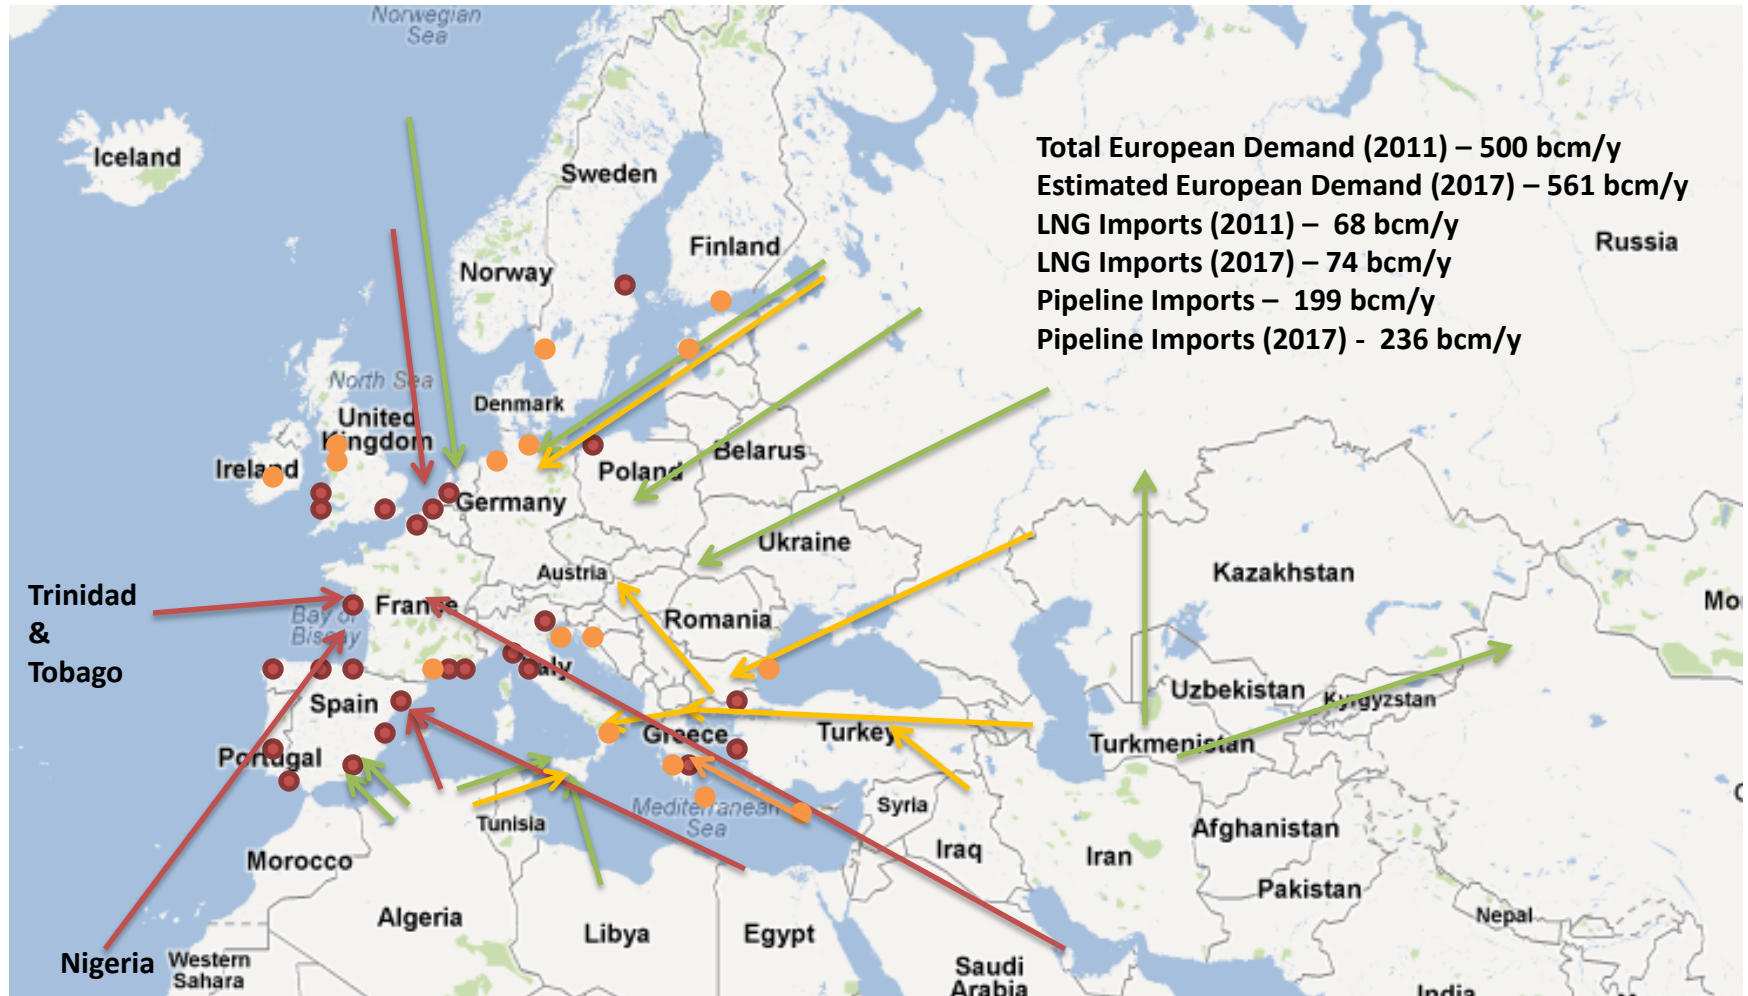 Norwegian
Sea
Iceland
Sweden
Finland
Norway
Russia
Total European Demand (2011) – 500 bcm/y
Estimated European Demand (2017) – 561 bcm/y
LNG Imports (2011) –  68 bcm/y
LNG Imports (2017) – 74 bcm/y
Pipeline Imports –  199 bcm/y
Pipeline Imports (2017) -  236 bcm/y
North Sea
Denmark
United
Kingdom
Ireland
Belarus
Poland
Germany
Ukraine
Austria
Kazakhstan
Trinidad
&
Tobago
France
Bay of
Biscay
Romania
Mo
Italy
Spain
Uzbekistan
Kyrgyzstan
Portugal
Greece
Turkey
Turkmenistan
Mediterranean
Sea
Syria
Tunisia
Afghanistan
Morocco
Iraq
Iran
Pakistan
Algeria
Libya
Egypt
Nepal
Nigeria
Western
Sahara
Saudi
Arabia
India